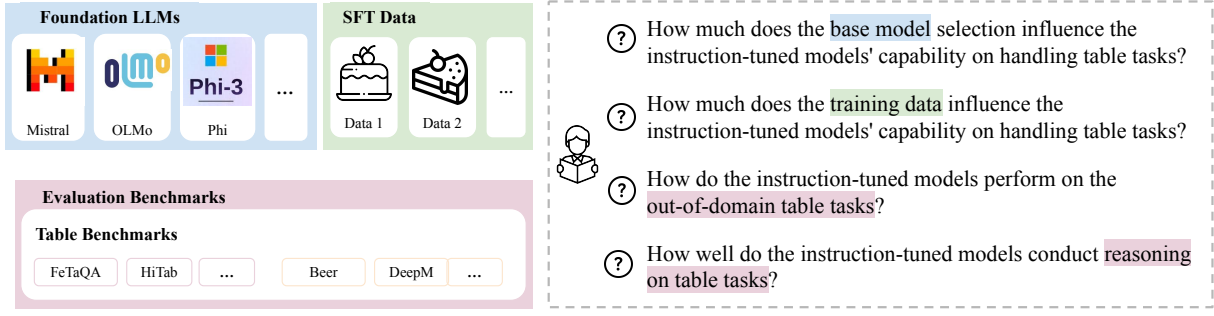 Foundation LLMs
Mistral
OLMo
Phi-3
Phi
...
SFT Data
Data 1
Data 2
...
Evaluation Benchmarks
Table Benchmarks
FeTaQA
HiTab
...
Beer
DeepM
...
? How much does the base model selection influence the
instruction-tuned models' capability on handling table tasks?
? How much does the training data influence the
instruction-tuned models' capability on handling table tasks?
? How do the instruction-tuned models perform on the
out-of-domain table tasks?
? How well do the instruction-tuned models conduct reasoning
on table tasks?